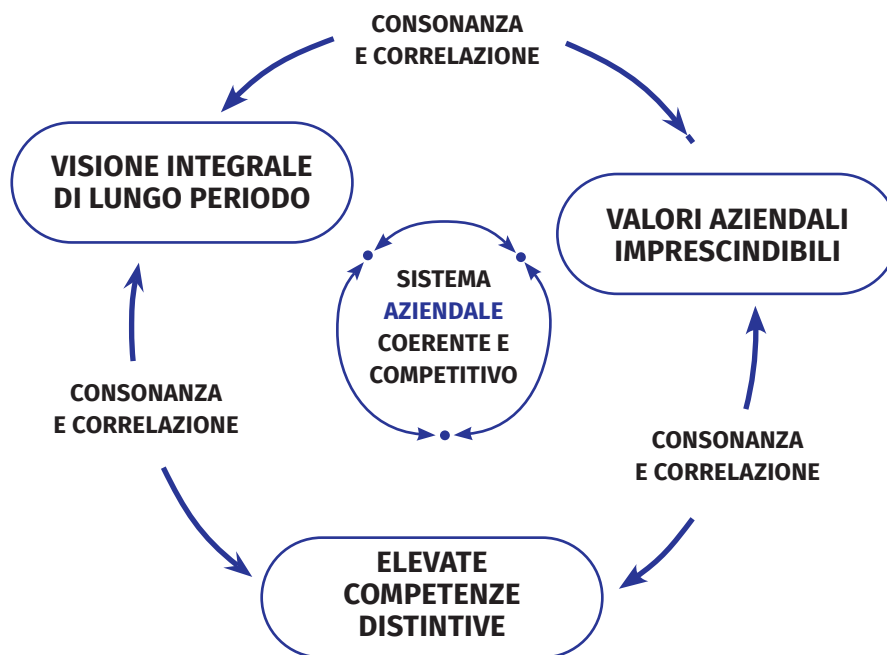 CONSONANZA
E CORRELAZIONE
VISIONE INTEGRALE
DI LUNGO PERIODO
VALORI AZIENDALI
IMPRESCINDIBILI
SISTEMA
AZIENDALE
COERENTE E
COMPETITIVO
CONSONANZA
E CORRELAZIONE
CONSONANZA
E CORRELAZIONE
ELEVATE
COMPETENZE
DISTINTIVE